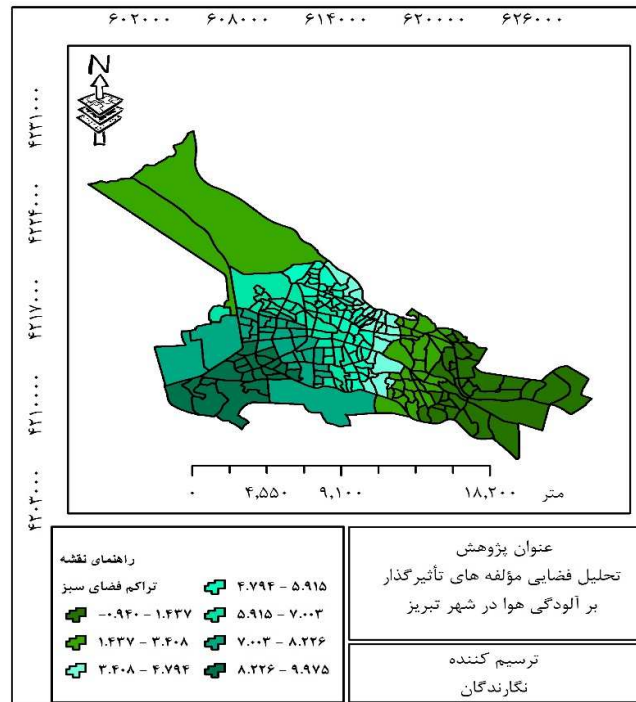 ۶۰۲۰۰۰ ۶۰۸۰۰۰ ۶۱۴۰۰۰ ۶۲۰۰۰۰ ۶۲۶۰۰۰
N
۴۲۳۱۰۰۰
۴۲۲۴۰۰۰
۴۲۱۷۰۰۰
۴۲۱۰۰۰۰
۴۲۰۳۰۰۰
۰ ۴,۵۵۰ ۹,۱۰۰ ۱۸,۲۰۰ متر
راهنمای نقشه
تراکم فضای سبز
-۰.۹۴۰ - ۱.۴۳۷
۱.۴۳۷ - ۳.۴۰۸
۳.۴۰۸ - ۴.۷۹۴
۴.۷۹۴ - ۵.۹۱۵
۵.۹۱۵ - ۷.۰۰۳
۷.۰۰۳ - ۸.۲۲۶
۸.۲۲۶ - ۹.۹۷۵
عنوان پژوهش
تحلیل فضایی مؤلفه های تأثیرگذار
بر آلودگی هوا در شهر تبریز
ترسیم کننده
نگارندگان